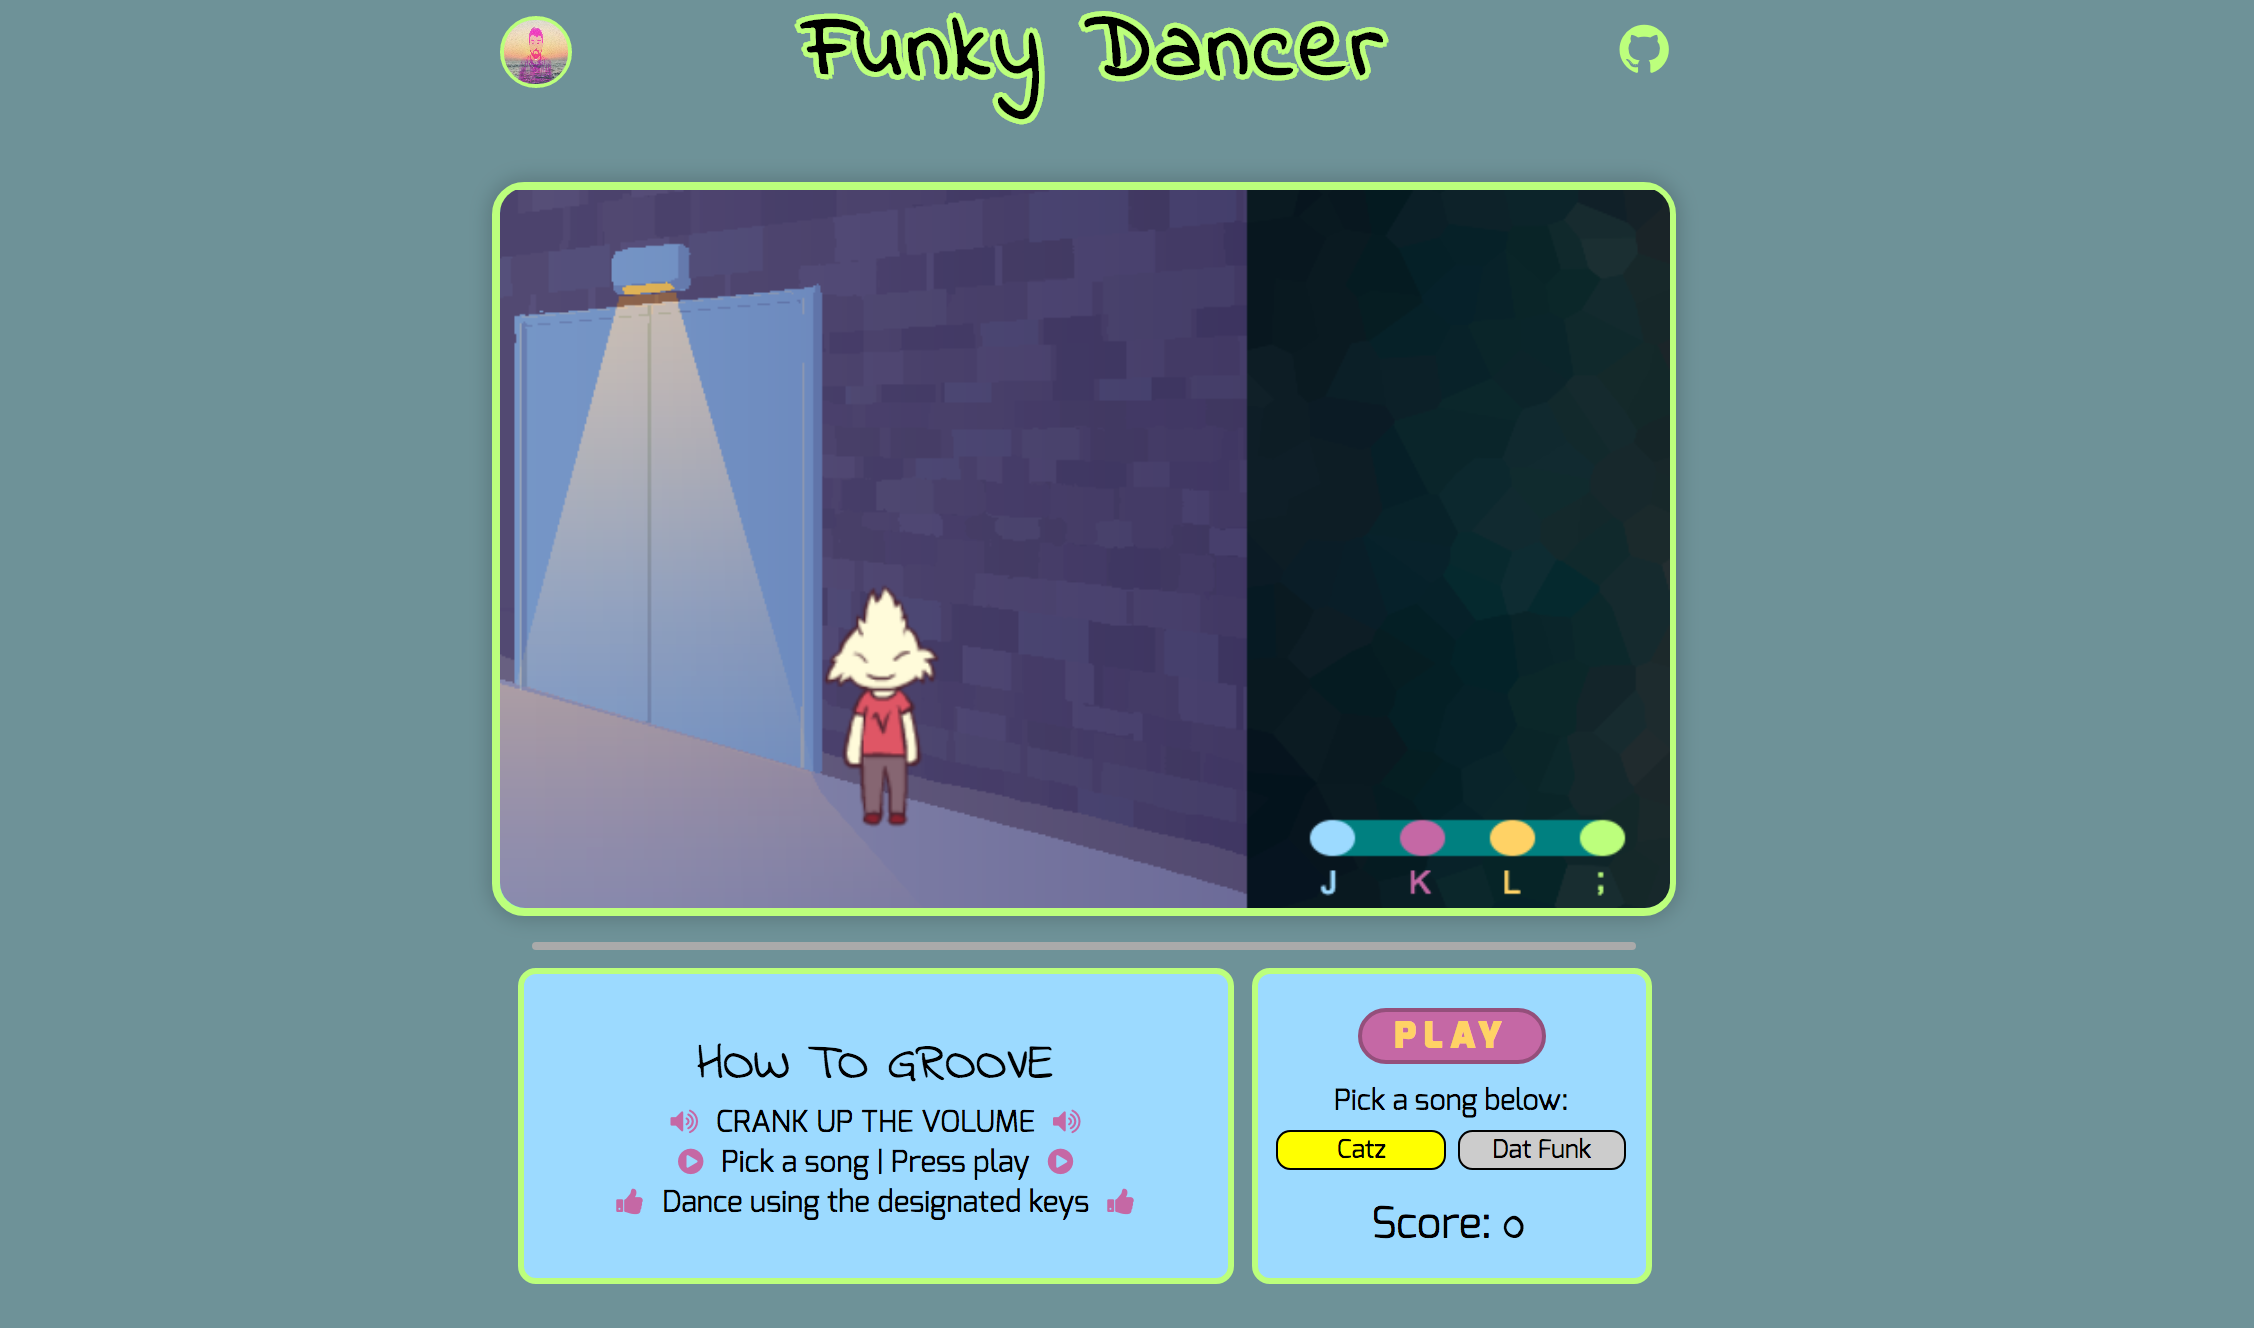 Funky Dancer
J K L ;
HOW TO GROOVE
CRANK UP THE VOLUME
Pick a song | Press play
Dance using the designated keys
PLAY
Pick a song below:
Catz Dat Funk
Score: 0